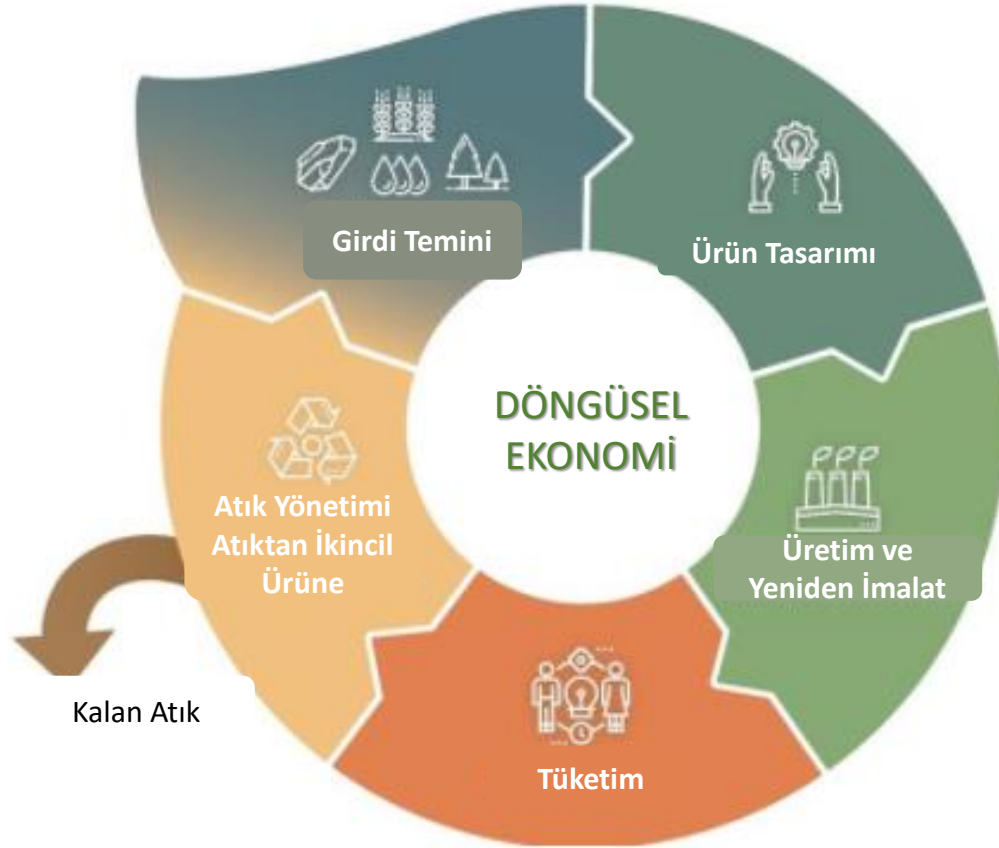 Girdi Temini
Ürün Tasarımı
DÖNGÜSEL
EKONOMİ
Atık Yönetimi
Atıktan İkincil
Ürüne
Üretim ve
Yeniden İmalat
Kalan Atık
Tüketim